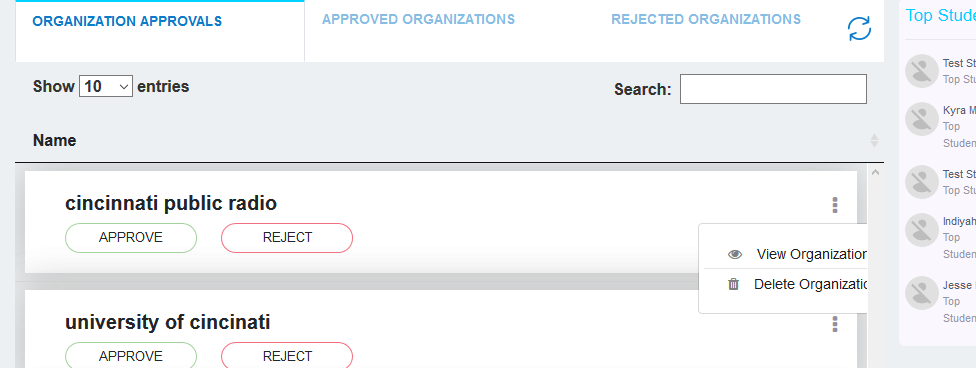 ORGANIZATION APPROVALS APPROVED ORGANIZATIONS REJECTED ORGANIZATIONS
Show 10 entries Search:
Name
cincinnati public radio
APPROVE REJECT
View Organization
Delete Organizatio
university of cincinati
APPROVE REJECT
Top Stude
Test St
Top Stu
Kyra M
Top
Studen
Test St
Top Stu
Indiyah
Top
Studen
Jesse
Top
Studen